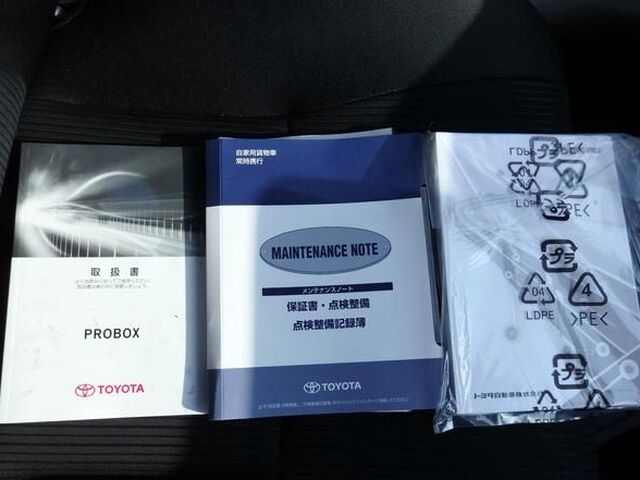 取扱書
PROBOX
TOYOTA
自家用貨物車
常時携行
MAINTENANCE NOTE
メンテナンスノート
保証書・点検整備
点検整備記録簿
TOYOTA
プラ
プラ
04
LDPE
4
>PE<
プラ
トヨタ自動車株式会社